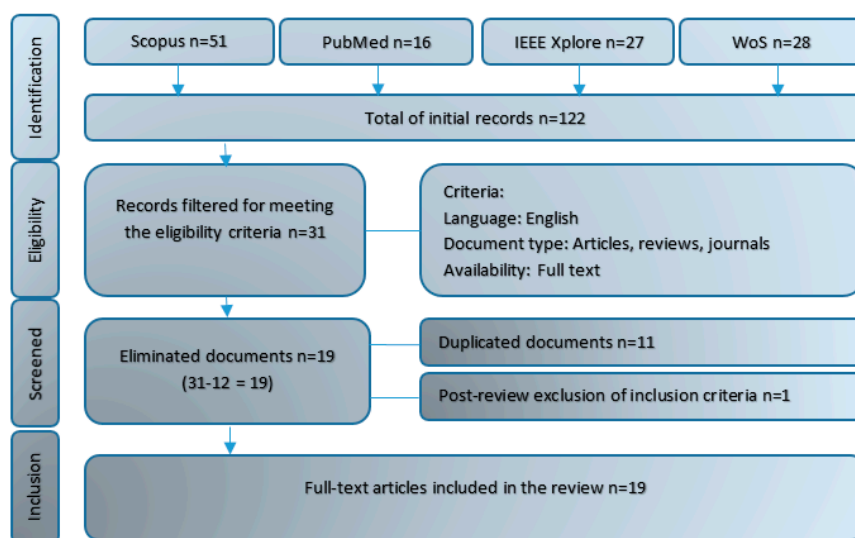 Identification
Scopus n=51
PubMed n=16
IEEE Xplore n=27
WoS n=28
Total of initial records n=122
Eligibility
Records filtered for meeting
the eligibility criteria n=31
Criteria:
Language: English
Document type: Articles, reviews, journals
Availability: Full text
Screened
Eliminated documents n=19
(31-12 = 19)
Duplicated documents n=11
Post-review exclusion of inclusion criteria n=1
Inclusion
Full-text articles included in the review n=19